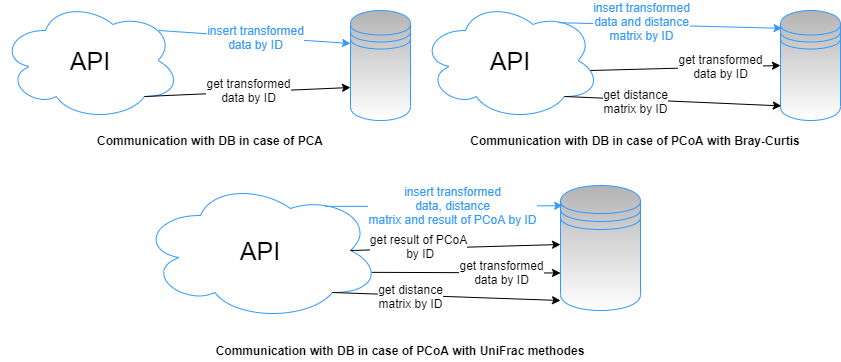 API
insert transformed
data by ID
get transformed
data by ID
Communication with DB in case of PCA
API
insert transformed
data and distance
matrix by ID
get transformed
data by ID
get distance
matrix by ID
Communication with DB in case of PCoA with Bray-Curtis
API
insert transformed
data, distance
matrix and result of PCoA by ID
get result of PCoA
by ID
get transformed
data by ID
get distance
matrix by ID
Communication with DB in case of PCoA with UniFrac methodes